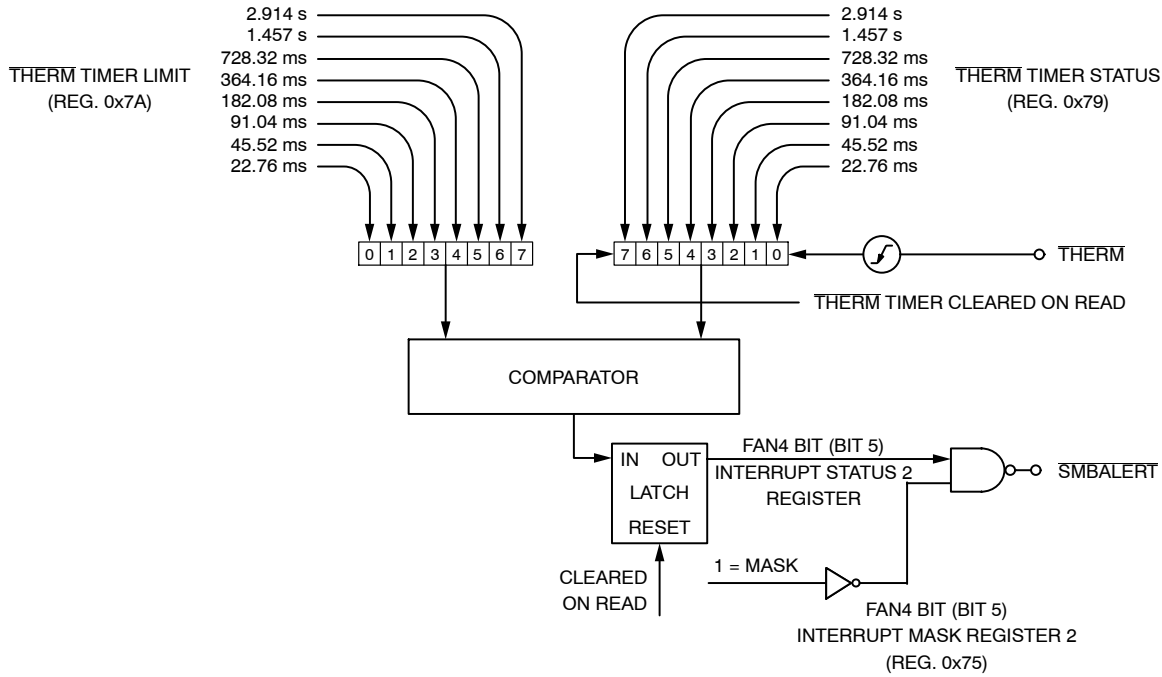 2.914 s
1.457 s
728.32 ms
364.16 ms
182.08 ms
91.04 ms
45.52 ms
22.76 ms
THERM TIMER LIMIT
(REG. 0x7A)
2.914 s
1.457 s
728.32 ms
364.16 ms
182.08 ms
91.04 ms
45.52 ms
22.76 ms
THERM TIMER STATUS
(REG. 0x79)
0 1 2 3 4 5 6 7
7 6 5 4 3 2 1 0
THERM
THERM TIMER CLEARED ON READ
COMPARATOR
IN OUT
LATCH
RESET
FAN4 BIT (BIT 5)
INTERRUPT STATUS 2
REGISTER
SMBALERT
CLEARED
ON READ
1 = MASK
FAN4 BIT (BIT 5)
INTERRUPT MASK REGISTER 2
(REG. 0x75)